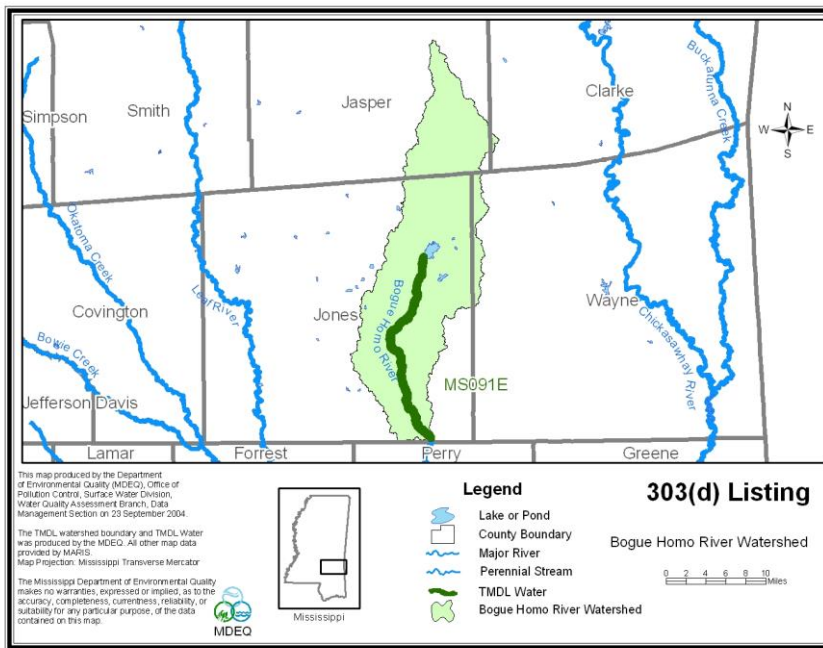 Simpson
Smith
Jasper
Clarke
Buckatunna Creek
N
W E
S
Okatoma Creek
Leaf River
Covington
Jones
Bogue Homo River
Wayne
Chickasawhay River
Bowie Creek
MS091E
Jefferson Davis
Lamar
Forrest
Perry
Greene
This map produced by the Department
of Environmental Quality (MDEQ), Office of
Pollution Control, Surface Water Division,
Water Quality Assessment Branch, Data
Management Section on 23 September 2004.
The TMDL watershed boundary and TMDL Water
was produced by the MDEQ. All other map data
provided by MARIS.
Map Projection: Mississippi Transverse Mercator
The Mississippi Department of Environmental Quality
makes no warranties, expressed or implied, as to the
accuracy, completeness, currentness, reliability, or
suitability for any particular purpose, of the data
contained on this map.
MDEQ
Mississippi
Legend
Lake or Pond
County Boundary
Major River
Perennial Stream
TMDL Water
Bogue Homo River Watershed
303(d) Listing
Bogue Homo River Watershed
0 2 4 6 8 10
Miles